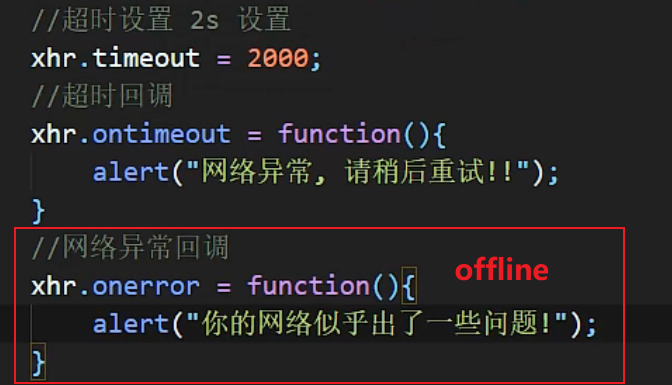 //超时设置 2s 设置
xhr.timeout = 2000;
//超时回调
xhr.ontimeout = function(){
    alert("网络异常, 请稍后重试!!");
}
//网络异常回调
xhr.onerror = function(){
offline
    alert("你的网络似乎出了一些问题!");
}